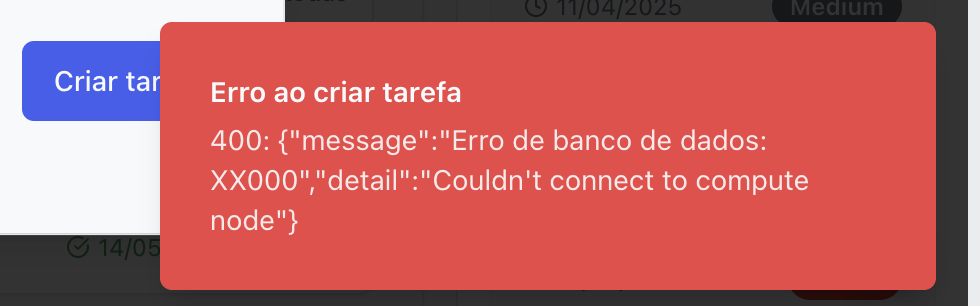 11/04/2025
Medium
Criar tar
Erro ao criar tarefa
400: {"message":"Erro de banco de dados:
XX000","detail":"Couldn't connect to compute
node"}
14/05